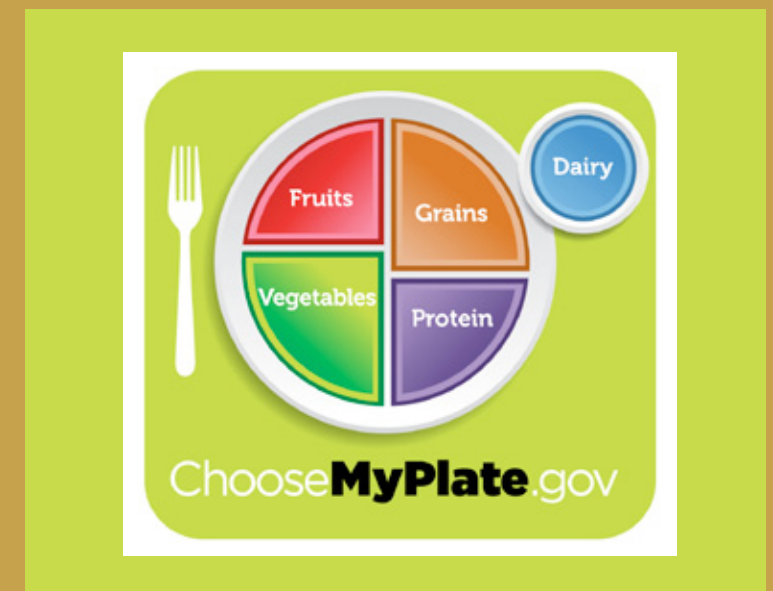 Fruits
Grains
Dairy
Vegetables
Protein
ChooseMyPlate.gov